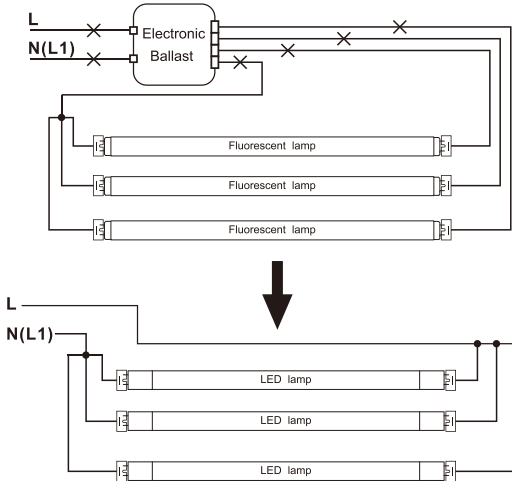 L
N(L1)
Electronic
Ballast
Fluorescent lamp
Fluorescent lamp
Fluorescent lamp
L
N(L1)
LED lamp
LED lamp
LED lamp